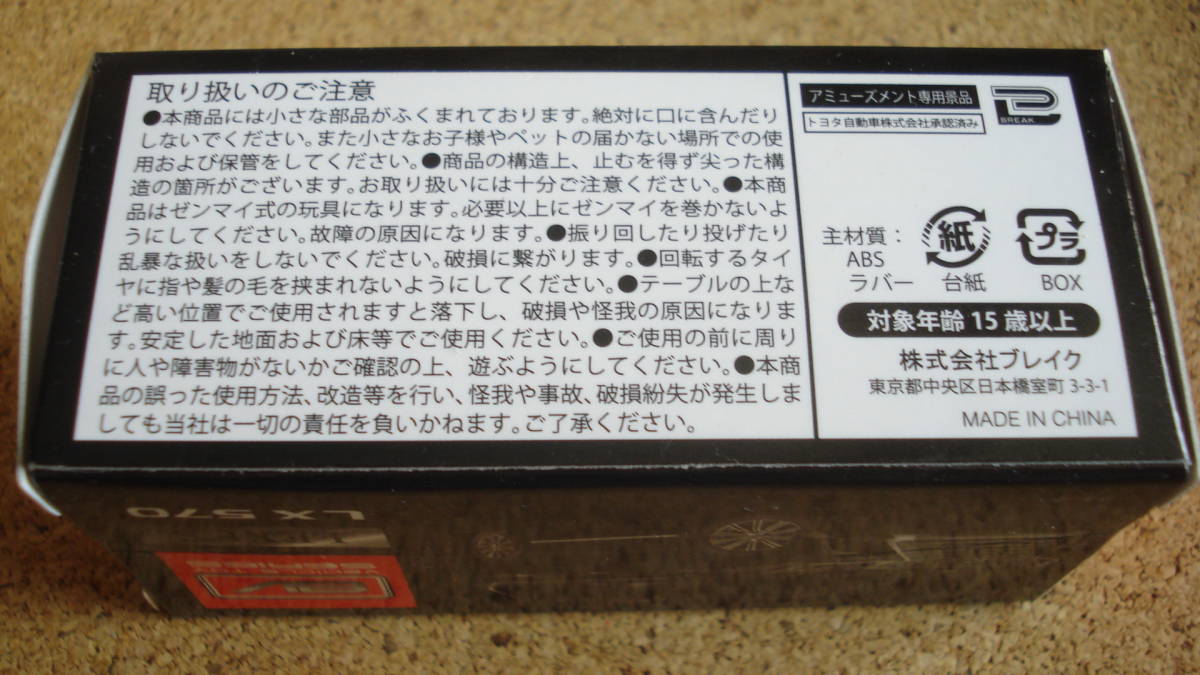 取り扱いのご注意
●本商品には小さな部品がふくまれております。絶対に口に含んだり
しないでください。また小さなお子様やペットの届かない場所での使
用および保管をしてください。●商品の構造上、止むを得ず尖った構
造の箇所がございます。お取り扱いには十分ご注意ください。●本商
品はゼンマイ式の玩具になります。必要以上にゼンマイを巻かないよ
うにしてください。故障の原因になります。●振り回したり投げたり
乱暴な扱いをしないでください。破損に繋がります。●回転するタイ
ヤに指や髪の毛を挟まれないようにしてください。●テーブルの上な
ど高い位置でご使用されますと落下し、破損や怪我の原因になりま
す。安定した地面および床等でご使用ください。●ご使用の前に周り
に人や障害物がないかご確認の上、遊ぶようにしてください。●本商
品の誤った使用方法、改造等を行い、怪我や事故、破損紛失が発生しま
しても当社は一切の責任を負いかねます。ご了承ください。
アミューズメント専用景品
トヨタ自動車株式会社承認済み
BREAK
主材質：
ABS
ラバー
紙
台紙
プラ
BOX
対象年齢 15 歳以上
株式会社ブレイク
東京都中央区日本橋室町 3-3-1
MADE IN CHINA
LX 570